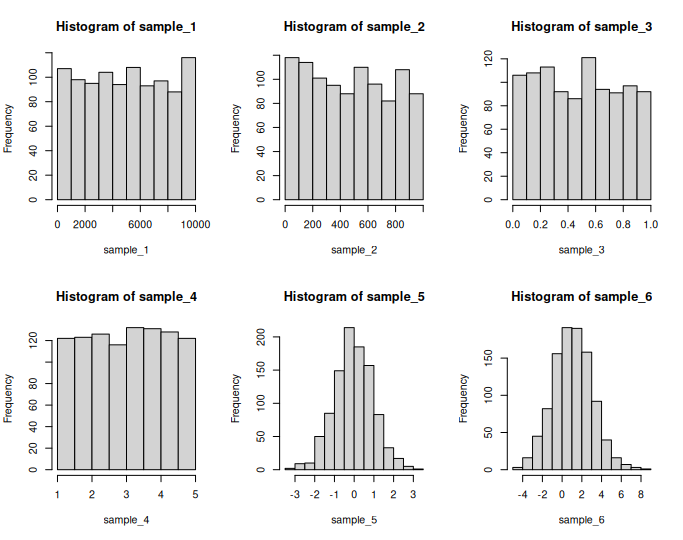 Histogram of sample_1
Frequency
0 20 40 60 80 100
0 2000 6000 10000
sample_1
Histogram of sample_2
Frequency
0 20 40 60 80 100
0 200 400 600 800
sample_2
Histogram of sample_3
Frequency
0 20 40 60 80 120
0.0 0.2 0.4 0.6 0.8 1.0
sample_3
Histogram of sample_4
Frequency
0 20 40 60 80 120
1 2 3 4 5
sample_4
Histogram of sample_5
Frequency
0 50 100 150 200
-3 -2 -1 0 1 2 3
sample_5
Histogram of sample_6
Frequency
0 50 100 150
-4 -2 0 2 4 6 8
sample_6